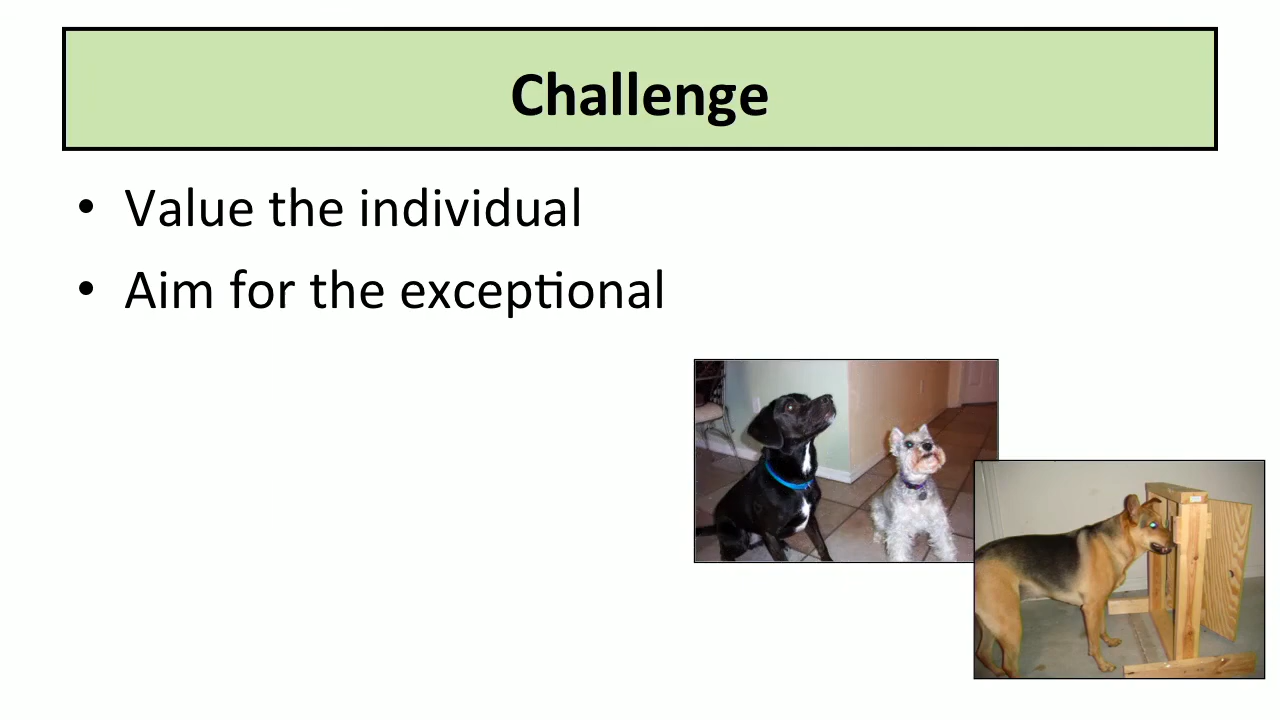 Challenge
• Value the individual
• Aim for the exceptional